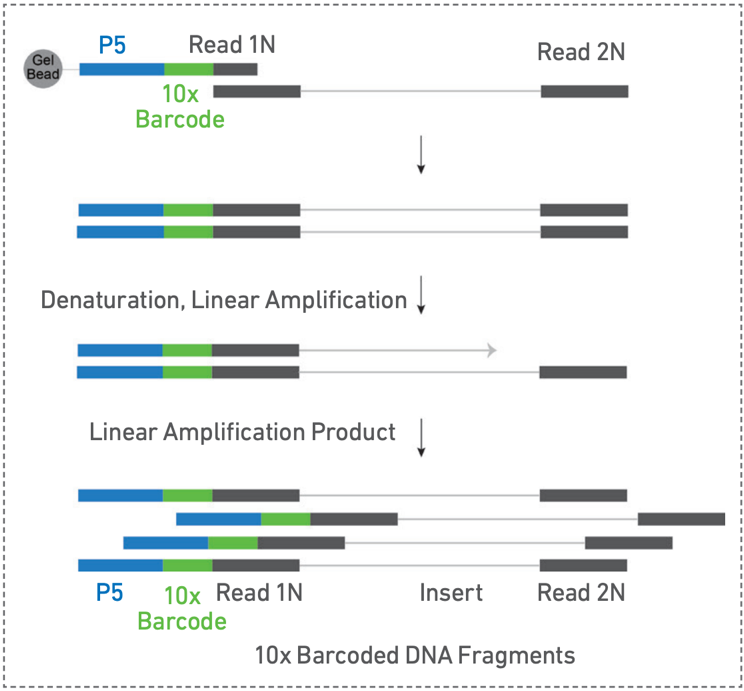 P5
Read 1N
Read 2N
Gel
Bead
10x
Barcode
Denaturation, Linear Amplification
Linear Amplification Product
P5
10x
Barcode
Read 1N
Insert
Read 2N
10x Barcoded DNA Fragments